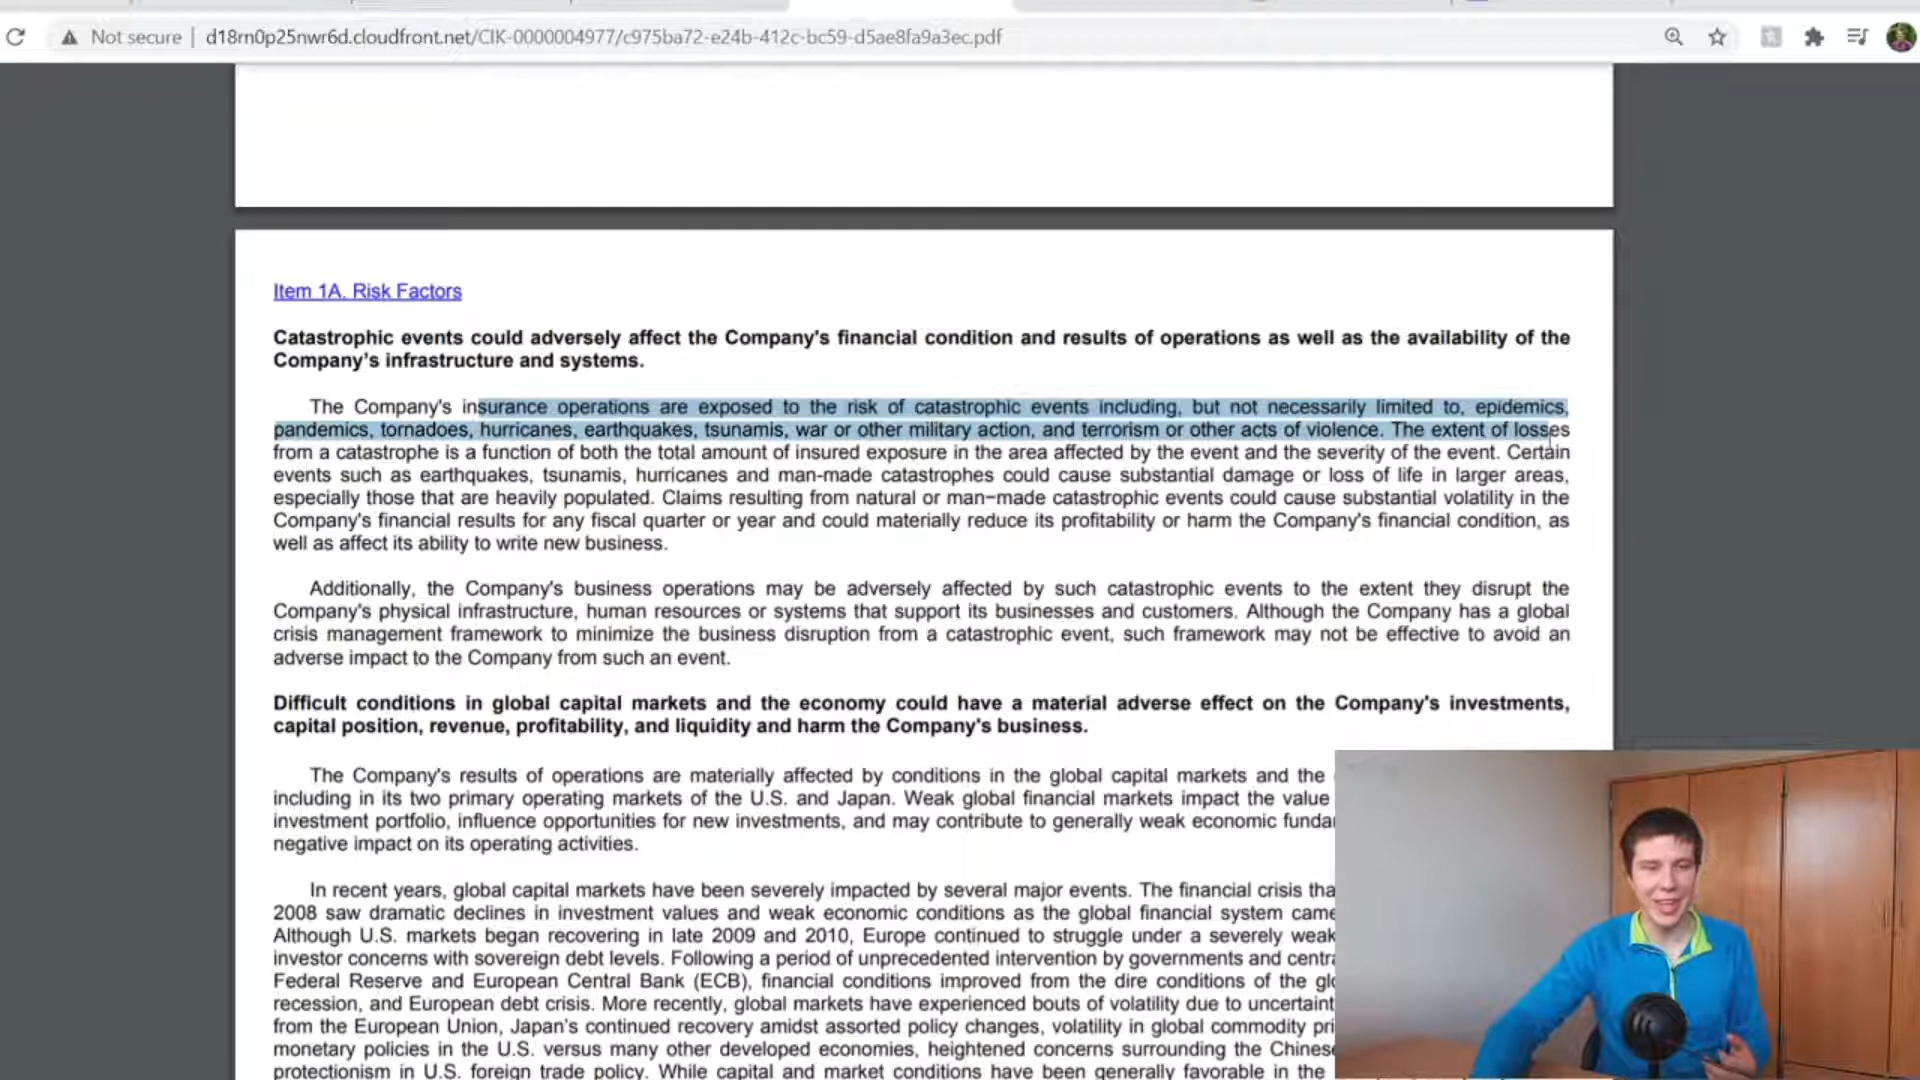 Not secure | d18rn0p25nwr6d.cloudfront.net/CIK-0000004977/c975ba72-e24b-412c-bc59-d5ae8fa9a3ec.pdf
Item 1A. Risk Factors
Catastrophic events could adversely affect the Company's financial condition and results of operations as well as the availability of the
Company's infrastructure and systems.
The Company's insurance operations are exposed to the risk of catastrophic events including, but not necessarily limited to, epidemics,
pandemics, tornadoes, hurricanes, earthquakes, tsunamis, war or other military action, and terrorism or other acts of violence. The extent of losses
from a catastrophe is a function of both the total amount of insured exposure in the area affected by the event and the severity of the event. Certain
events such as earthquakes, tsunamis, hurricanes and man-made catastrophes could cause substantial damage or loss of life in larger areas,
especially those that are heavily populated. Claims resulting from natural or man−made catastrophic events could cause substantial volatility in the
Company's financial results for any fiscal quarter or year and could materially reduce its profitability or harm the Company's financial condition, as
well as affect its ability to write new business.
Additionally, the Company's business operations may be adversely affected by such catastrophic events to the extent they disrupt the
Company's physical infrastructure, human resources or systems that support its businesses and customers. Although the Company has a global
crisis management framework to minimize the business disruption from a catastrophic event, such framework may not be effective to avoid an
adverse impact to the Company from such an event.
Difficult conditions in global capital markets and the economy could have a material adverse effect on the Company's investments,
capital position, revenue, profitability, and liquidity and harm the Company's business.
The Company's results of operations are materially affected by conditions in the global capital markets and the
including in its two primary operating markets of the U.S. and Japan. Weak global financial markets impact the value
investment portfolio, influence opportunities for new investments, and may contribute to generally weak economic
negative impact on its operating activities.
In recent years, global capital markets have been severely impacted by several major events. The financial crisis
2008 saw dramatic declines in investment values and weak economic conditions as the global financial system came
Although U.S. markets began recovering in late 2009 and 2010, Europe continued to struggle under a severely weak
investor concerns with sovereign debt levels. Following a period of unprecedented intervention by governments and
Federal Reserve and European Central Bank (ECB), financial conditions improved from the dire conditions of the
recession, and European debt crisis. More recently, global markets have experienced bouts of volatility due to
from the European Union, Japan's continued recovery amidst assorted policy changes, volatility in global commodity
monetary policies in the U.S. versus many other developed economies, heightened concerns surrounding the Chinese
protectionism in U.S. foreign trade policy. While capital and market conditions have been generally favorable in the